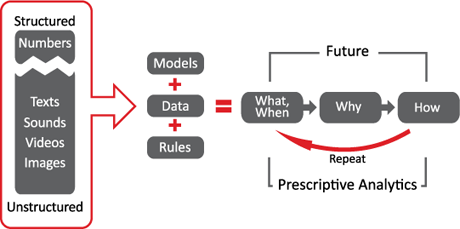 Structured
Numbers
Texts
Sounds
Videos
Images
Unstructured
Models
+
Data
+
Rules
=
Future
What,
When
Why
How
Repeat
Prescriptive Analytics